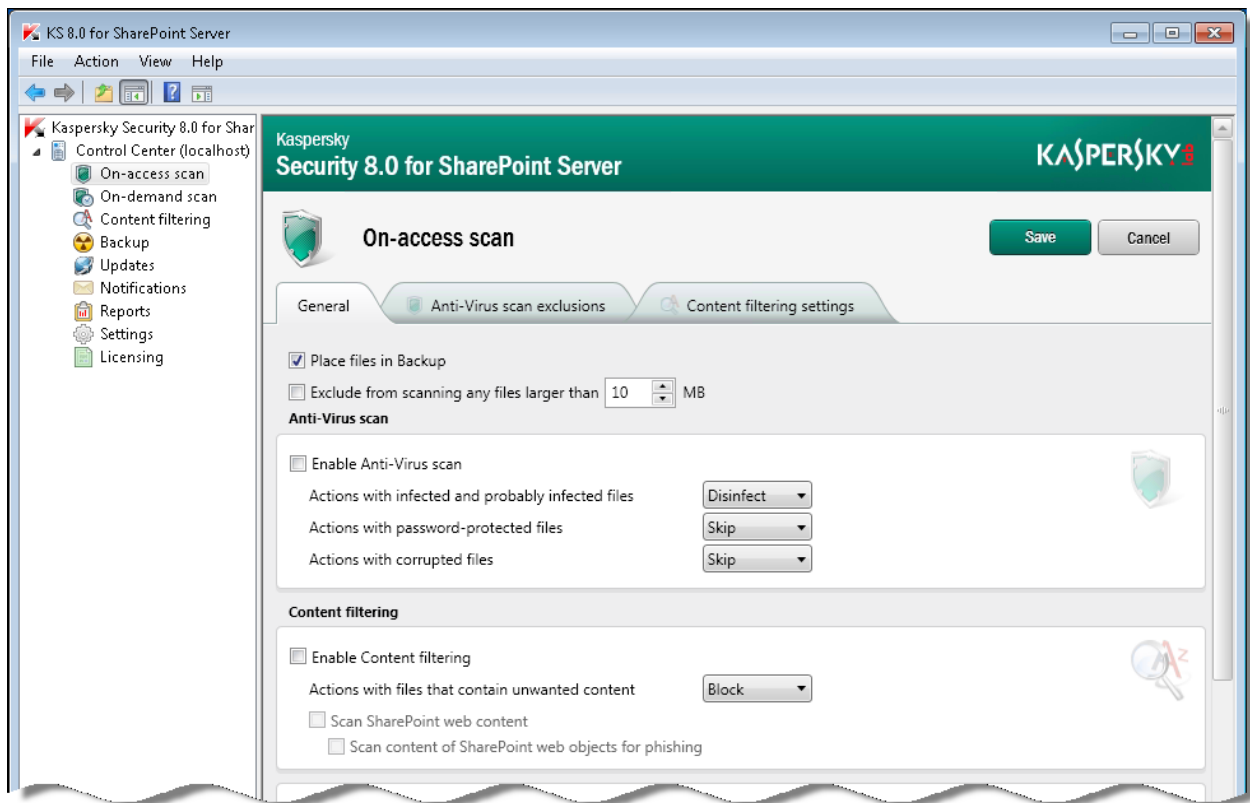 KS 8.0 for SharePoint Server
File Action View Help
Kaspersky Security 8.0 for Shar
Control Center (localhost)
On-access scan
On-demand scan
Content filtering
Backup
Updates
Notifications
Reports
Settings
Licensing
Kaspersky
Security 8.0 for SharePoint Server
KASPERSKY lab
On-access scan
Save
Cancel
General
Anti-Virus scan exclusions
Content filtering settings
Place files in Backup
Exclude from scanning any files larger than 10 MB
Anti-Virus scan
Enable Anti-Virus scan
Actions with infected and probably infected files Disinfect
Actions with password-protected files Skip
Actions with corrupted files Skip
Content filtering
Enable Content filtering
Actions with files that contain unwanted content Block
Scan SharePoint web content
Scan content of SharePoint web objects for phishing